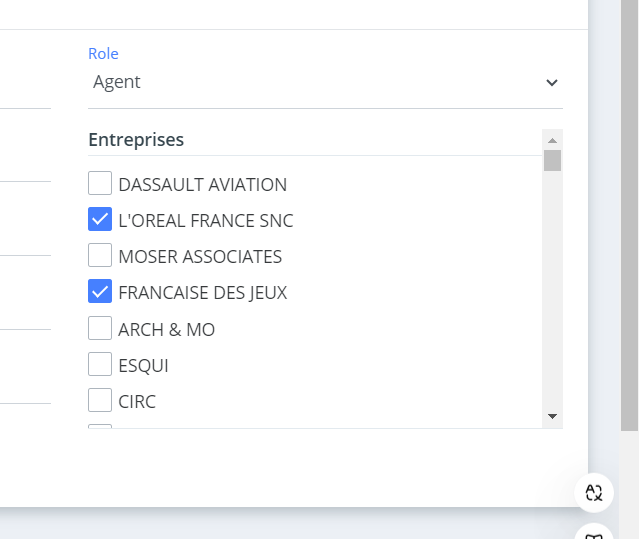 Role
Agent
Entreprises
DASSAULT AVIATION
L'OREAL FRANCE SNC
MOSER ASSOCIATES
FRANCAISE DES JEUX
ARCH & MO
ESQUI
CIRC